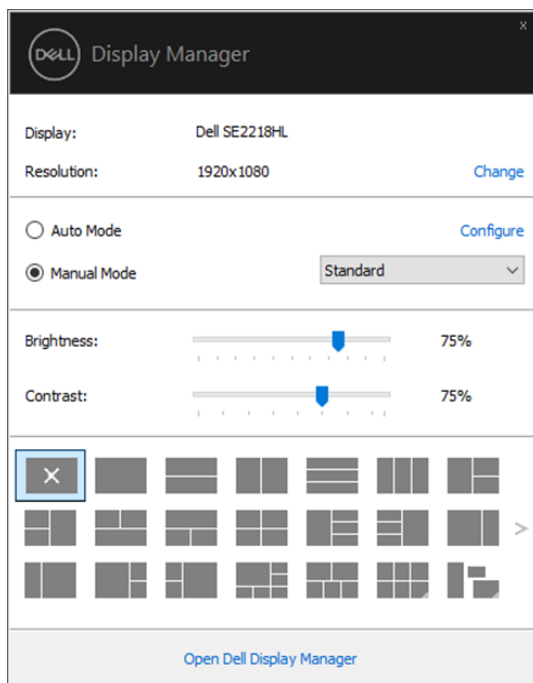 x
DELL Display Manager
Display: Dell SE2218HL
Resolution: 1920x1080 Change
Auto Mode Configure
Manual Mode Standard
Brightness: 75%
Contrast: 75%
>
Open Dell Display Manager